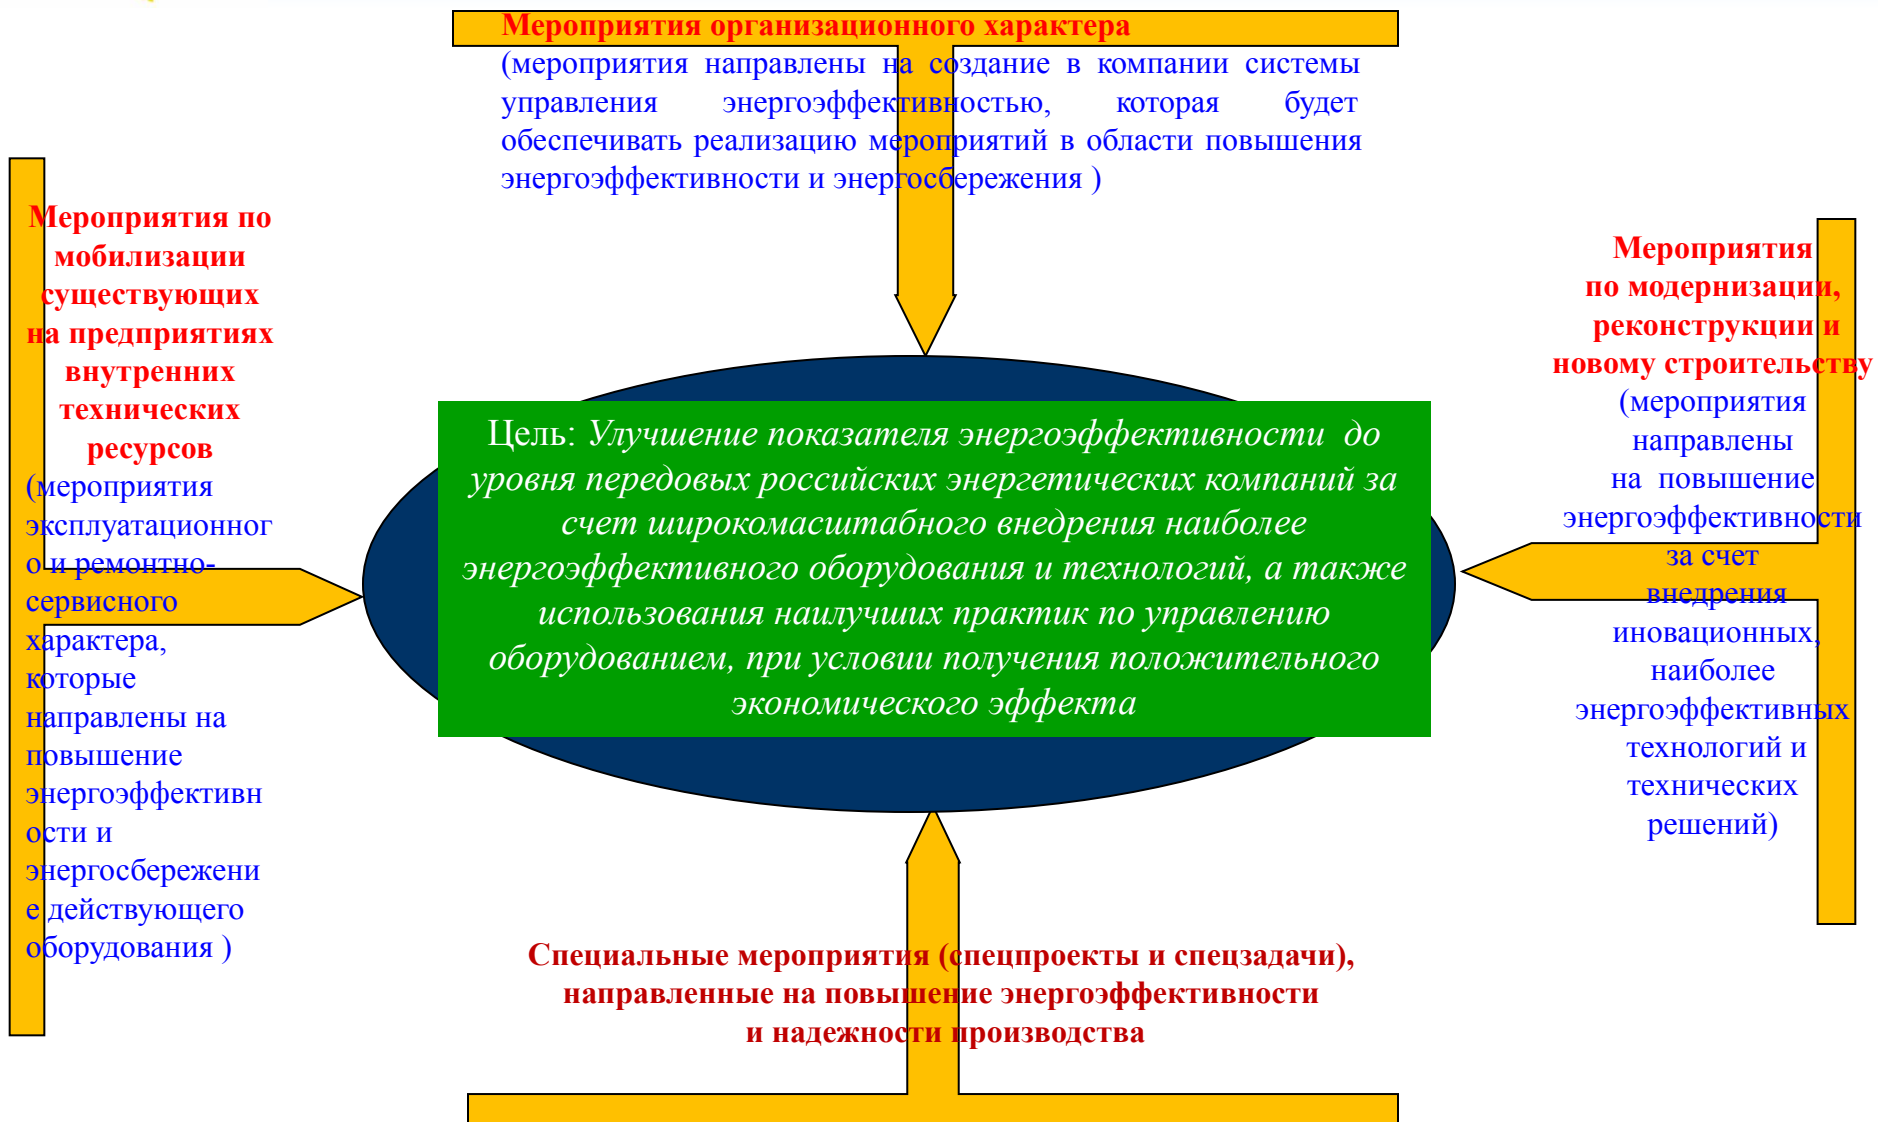 Мероприятия организационного характера
(мероприятия направлены на создание в компании системы
управления энергоэффективностью, которая будет
обеспечивать реализацию мероприятий в области повышения
энергоэффективности и энергосбережения )
Мероприятия по
мобилизации
существующих
на предприятиях
внутренних
технических
ресурсов
(мероприятия
эксплуатационног
о и ремонтно-
сервисного
характера,
которые
направлены на
повышение
энергоэффективн
ости и
энергосбережени
е действующего
оборудования )
Цель: Улучшение показателя энергоэффективности до
уровня передовых российских энергетических компаний за
счет широкомасштабного внедрения наиболее
энергоэффективного оборудования и технологий, а также
использования наилучших практик по управлению
оборудованием, при условии получения положительного
экономического эффекта
Мероприятия
по модернизации,
реконструкции и
новому строительству
(мероприятия
направлены
на повышение
энергоэффективности
за счет
внедрения
иновационных,
наиболее
энергоэффективных
технологий и
технических
решений)
Специальные мероприятия (спецпроекты и спецзадачи),
направленные на повышение энергоэффективности
и надежности производства